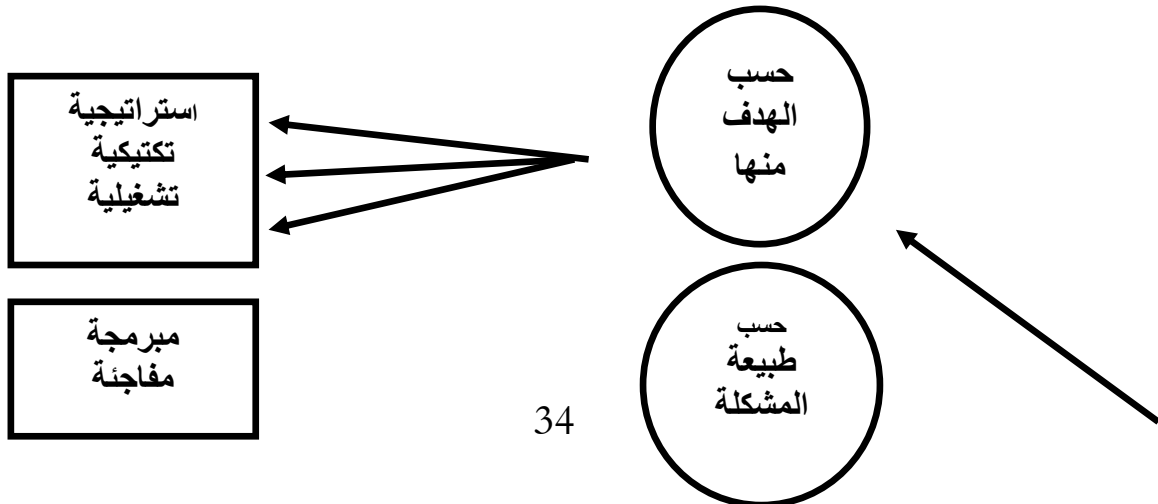 حسب
الهدف
منها
استراتيجية
تكتيكية
تشغيلية
حسب
طبيعة
المشكلة
مبرمجة
مفاجئة
34